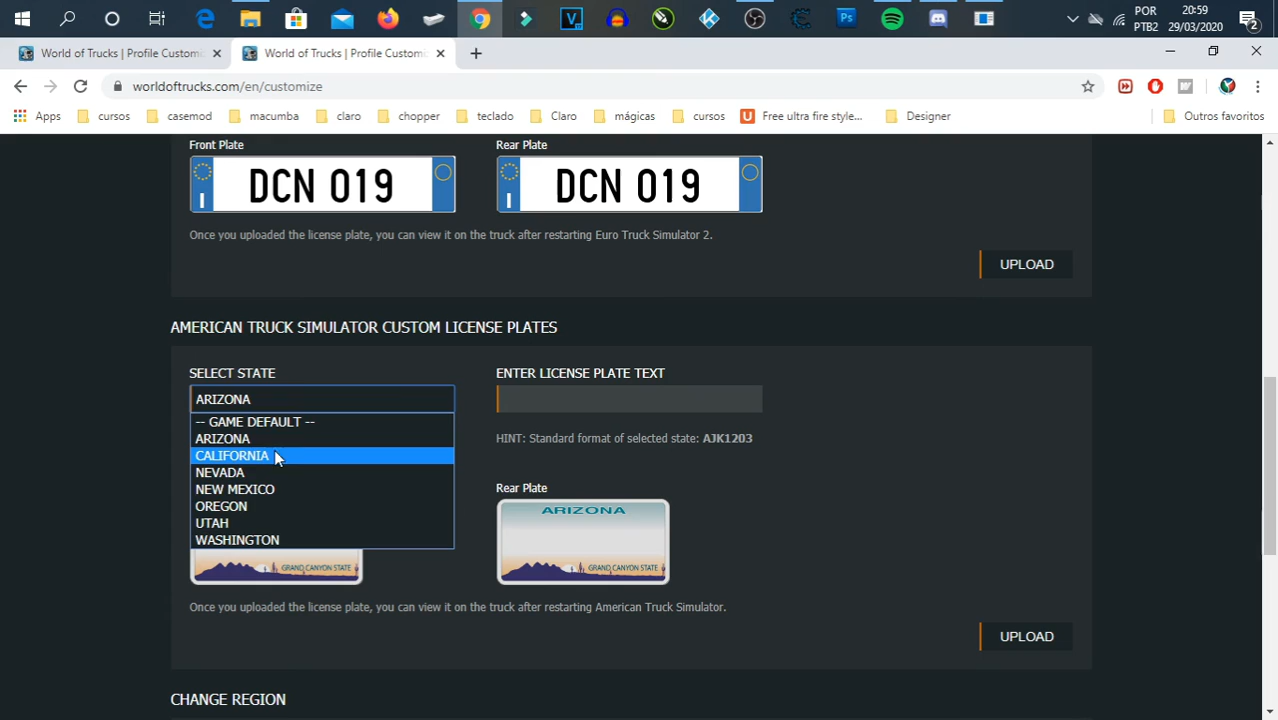 POR
20:59
PTB2
29/03/2020
2
World of Trucks | Profile Customi
World of Trucks | Profile Customi
worldoftrucks.com/en/customize
Apps
cursos
casemod
macumba
claro
chopper
teclado
Claro
mágicas
cursos
Free ultra fire style...
Designer
Outros favoritos
Front Plate
Rear Plate
I DCN 019
I DCN 019
Once you uploaded the license plate, you can view it on the truck after restarting Euro Truck Simulator 2.
UPLOAD
AMERICAN TRUCK SIMULATOR CUSTOM LICENSE PLATES
SELECT STATE
ENTER LICENSE PLATE TEXT
ARIZONA
-- GAME DEFAULT --
ARIZONA
CALIFORNIA
NEVADA
NEW MEXICO
OREGON
UTAH
WASHINGTON
HINT: Standard format of selected state: AJK1203
Rear Plate
ARIZONA
GRAND CANYON STATE
GRAND CANYON STATE
Once you uploaded the license plate, you can view it on the truck after restarting American Truck Simulator.
UPLOAD
CHANGE REGION